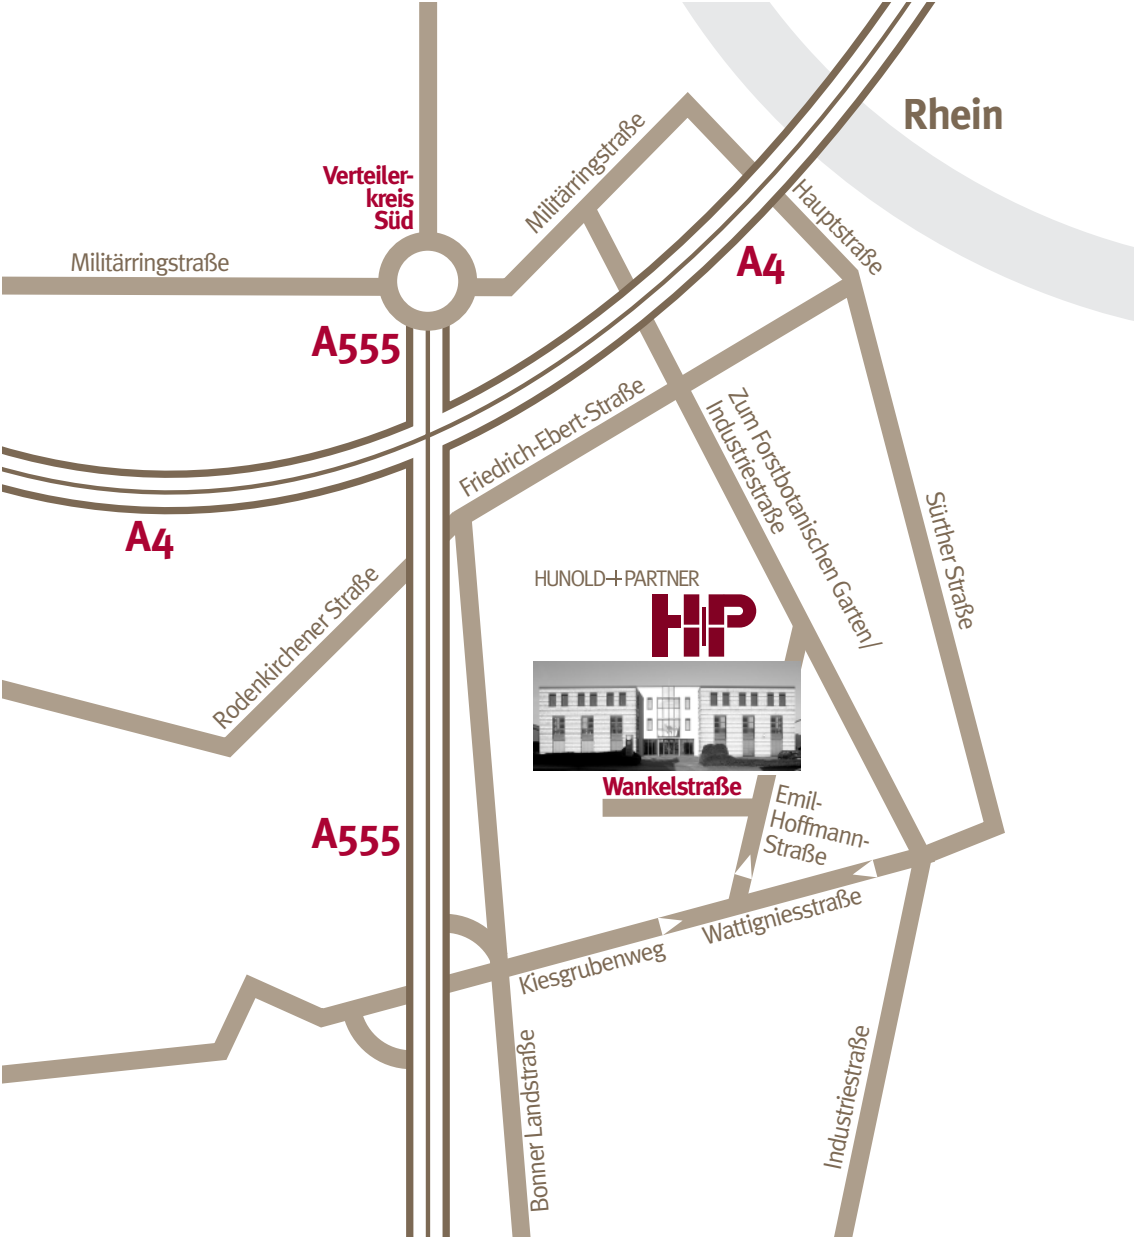 Rhein
Militärringstraße
Verteiler-
kreis
Süd
Hauptstraße
Militärringstraße
A4
A555
Friedrich-Ebert-Straße
Zum Forstbotanischen Garten/
Industriestraße
A4
Sürther Straße
Rodenkirchener Straße
HUNOLD+PARTNER
H+P
Wankelstraße
Emil-
Hoffmann-
Straße
A555
Wattigniesstraße
Kiesgrubenweg
Bonner Landstraße
Industriestraße